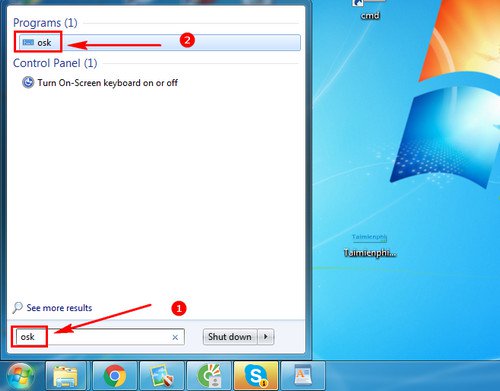 Programs (1)
osk
2
Control Panel (1)
Turn On-Screen keyboard on or off
See more results
1
osk
Shut down
cmd
Taimienphi
Taimienphi...